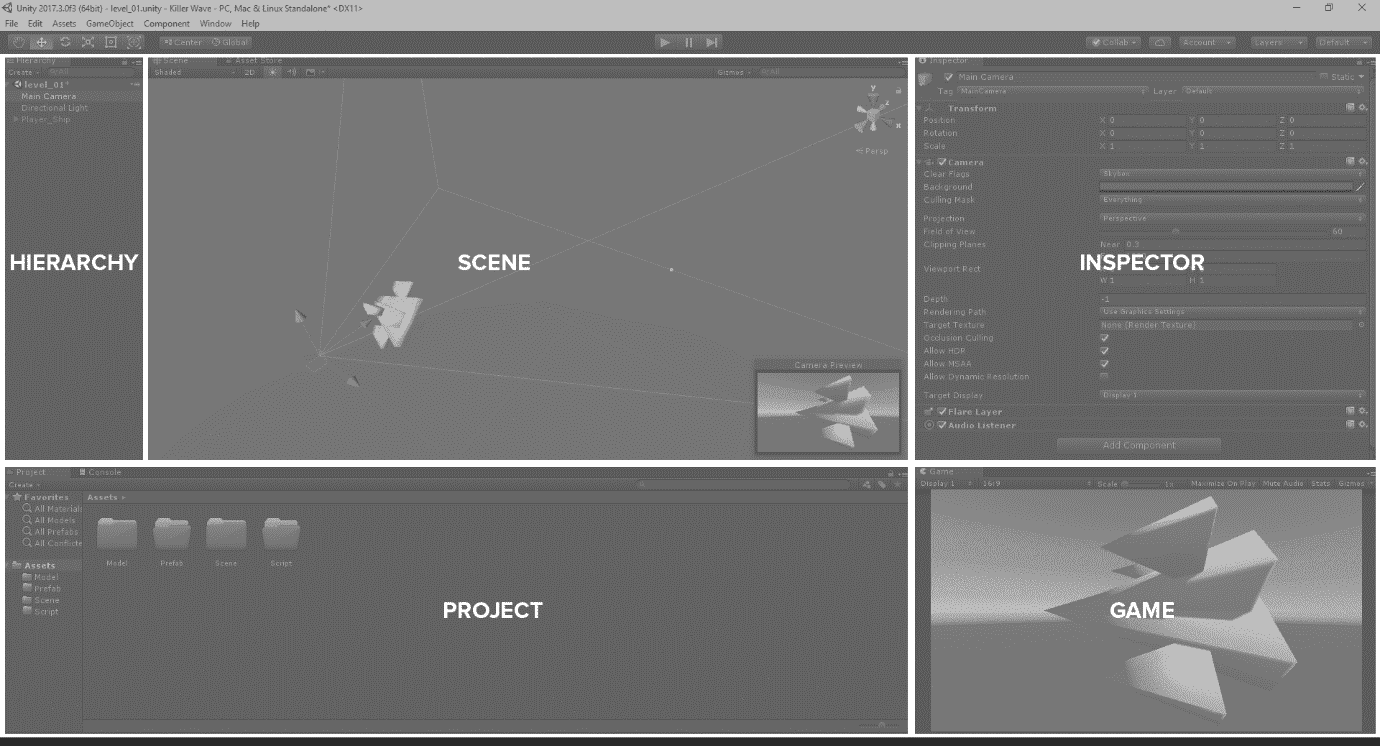 Unity 2017.3.0f3 (64bit) - level_01.unity - Killer Wave - PC, Mac & Linux Standalone* <DX11>
File Edit Assets GameObject Component Window Help
Center Global Collab Account Layers Default
Hierarchy
Create All
level_01*
Main Camera
Directional Light
Player_Ship
HIERARCHY
Scene Asset Store
Shaded 2D Gizmos All
y
z
x
Persp
SCENE
Camera Preview
Inspector
Main Camera Static
Tag MainCamera Layer Default
Transform
Position X 0 Y 0 Z 0
Rotation X 0 Y 0 Z 0
Scale X 1 Y 1 Z 1
Camera
Clear Flags Skybox
Background
Culling Mask Everything
Projection Perspective
Field of View 60
Clipping Planes Near 0.3
INSPECTOR
Viewport Rect
W 1 H 1
Depth -1
Rendering Path Use Graphics Settings
Target Texture None (Render Texture)
Occlusion Culling
Allow HDR
Allow MSAA
Allow Dynamic Resolution
Target Display Display 1
Flare Layer
Audio Listener
Add Component
Project Console
Create
Favorites
All Materials
All Models
All Prefabs
All Conflicte
Assets
Model
Prefab
Scene
Script
Assets
Model Prefab Scene Script
PROJECT
Game
Display 1 16:9 Scale 1x Maximize On Play Mute Audio Stats Gizmos
GAME